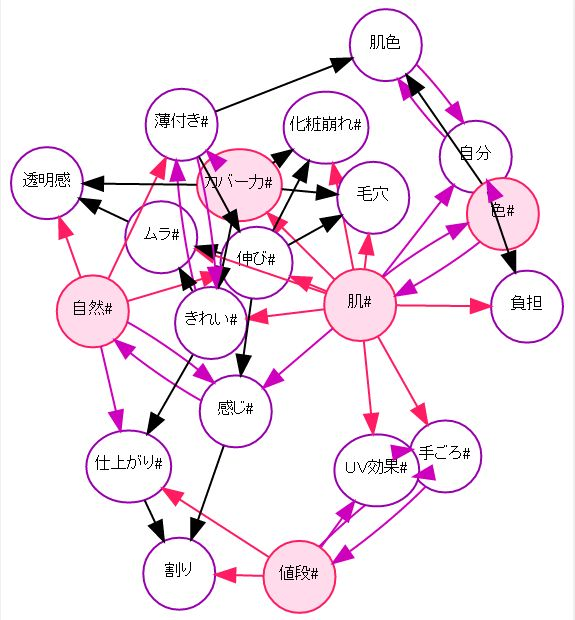 肌色
薄付き#
化粧崩れ#
自分
透明感
カバー力#
毛穴
色#
ムラ#
伸び#
自然#
きれい#
肌#
負担
感じ#
仕上がり#
UV効果#
手ごろ#
割り
値段#